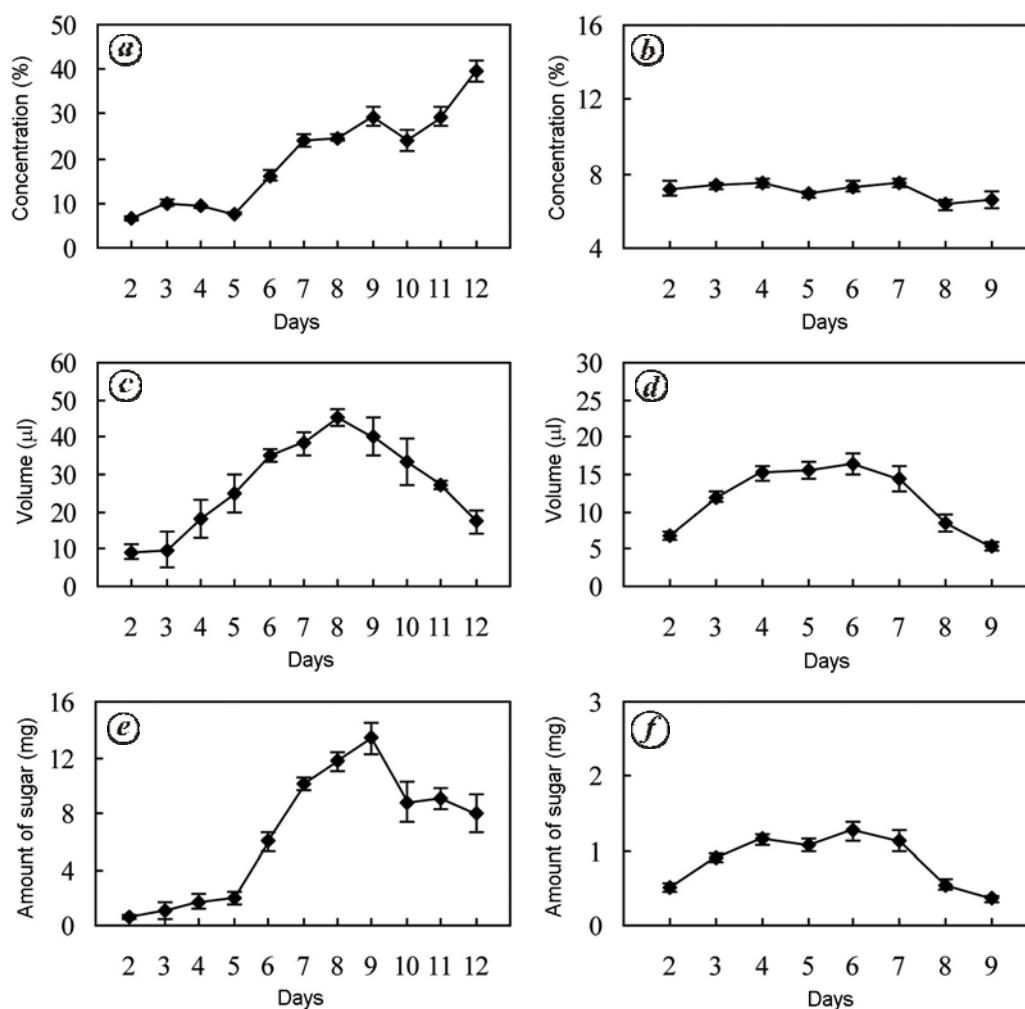 a
Concentration (%)
50
40
30
20
10
0
2 3 4 5 6 7 8 9 10 11 12
Days
b
Concentration (%)
16
12
8
4
2 3 4 5 6 7 8 9
Days
c
Volume (µl)
60
50
40
30
20
10
0
2 3 4 5 6 7 8 9 10 11 12
Days
d
Volume (µl)
30
25
20
15
10
5
0
2 3 4 5 6 7 8 9
Days
e
Amount of sugar (mg)
16
12
8
4
0
2 3 4 5 6 7 8 9 10 11 12
Days
f
Amount of sugar (mg)
3
2
1
0
2 3 4 5 6 7 8 9
Days